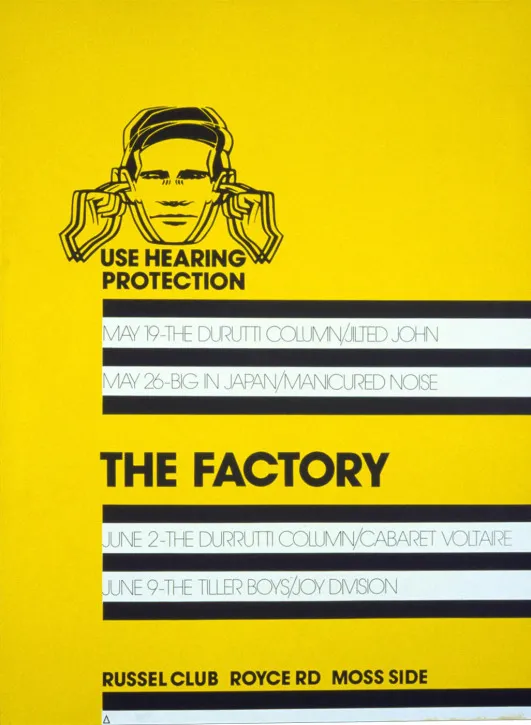 USE HEARING
PROTECTION
MAY 19-THE DURUTTI COLUMN/JILTED JOHN
MAY 26-BIG IN JAPAN/MANICURED NOISE
THE FACTORY
JUNE 2-THE DURRUTTI COLUMN/CABARET VOLTAIRE
JUNE 9-THE TILLER BOYS/JOY DIVISION
RUSSEL CLUB ROYCE RD MOSS SIDE